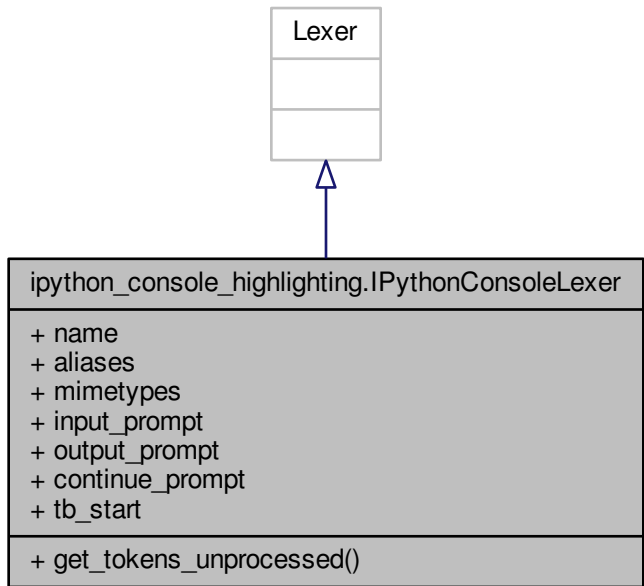 Lexer
ipython_console_highlighting.IPythonConsoleLexer
+ name
+ aliases
+ mimetypes
+ input_prompt
+ output_prompt
+ continue_prompt
+ tb_start
+ get_tokens_unprocessed()